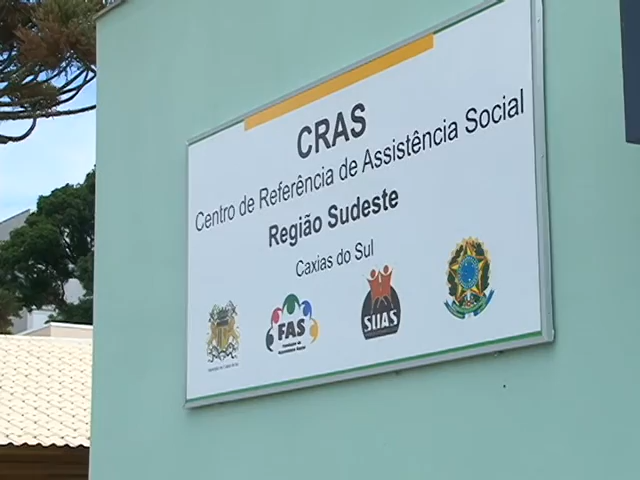 CRAS
Centro de Referência de Assistência Social
Região Sudeste
Caxias do Sul
FAS
SUAS